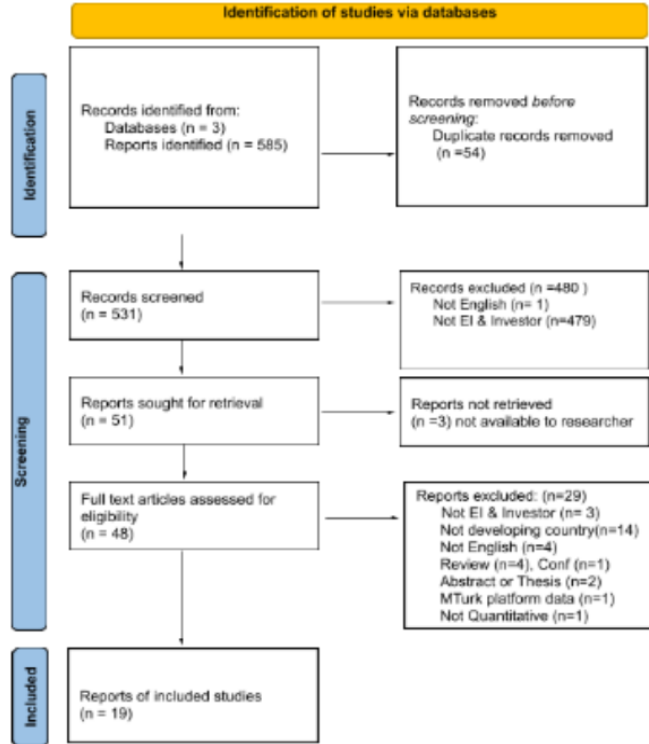 Identification of studies via databases
Identification
Records identified from:
Databases (n = 3)
Reports identified (n = 585)
Records removed before
screening:
Duplicate records removed
(n =54)
Screening
Records screened
(n = 531)
Records excluded (n =480 )
Not English (n= 1)
Not EI & Investor (n=479)
Reports sought for retrieval
(n = 51)
Reports not retrieved
(n =3) not available to researcher
Full text articles assessed for
eligibility
(n = 48)
Reports excluded: (n=29)
Not EI & Investor (n= 3)
Not developing country(n=14)
Not English (n=4)
Review (n=4), Conf (n=1)
Abstract or Thesis (n=2)
MTurk platform data (n=1)
Not Quantitative (n=1)
Included
Reports of included studies
(n = 19)